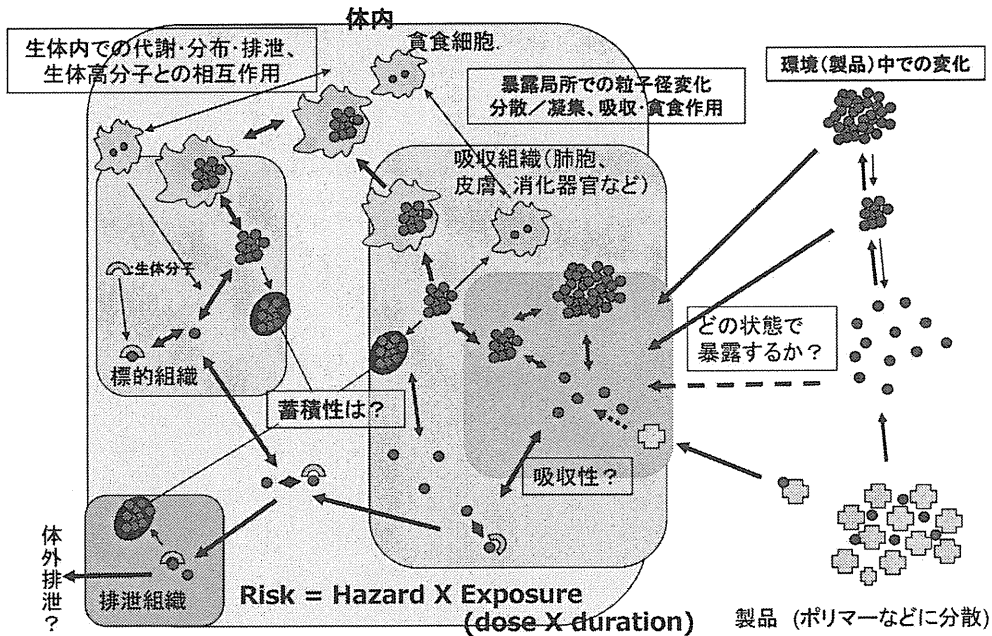 体内
生体内での代謝・分布・排泄、
生体高分子との相互作用
貪食細胞
暴露局所での粒子径変化
分散／凝集、吸収・貪食作用
環境(製品)中での変化
吸収組織(肺胞、
皮膚、消化器官など)
生体分子
標的組織
どの状態で
暴露するか？
蓄積性は？
吸収性？
体外排泄？
排泄組織
Risk = Hazard X Exposure
(dose X duration)
製品 (ポリマーなどに分散)